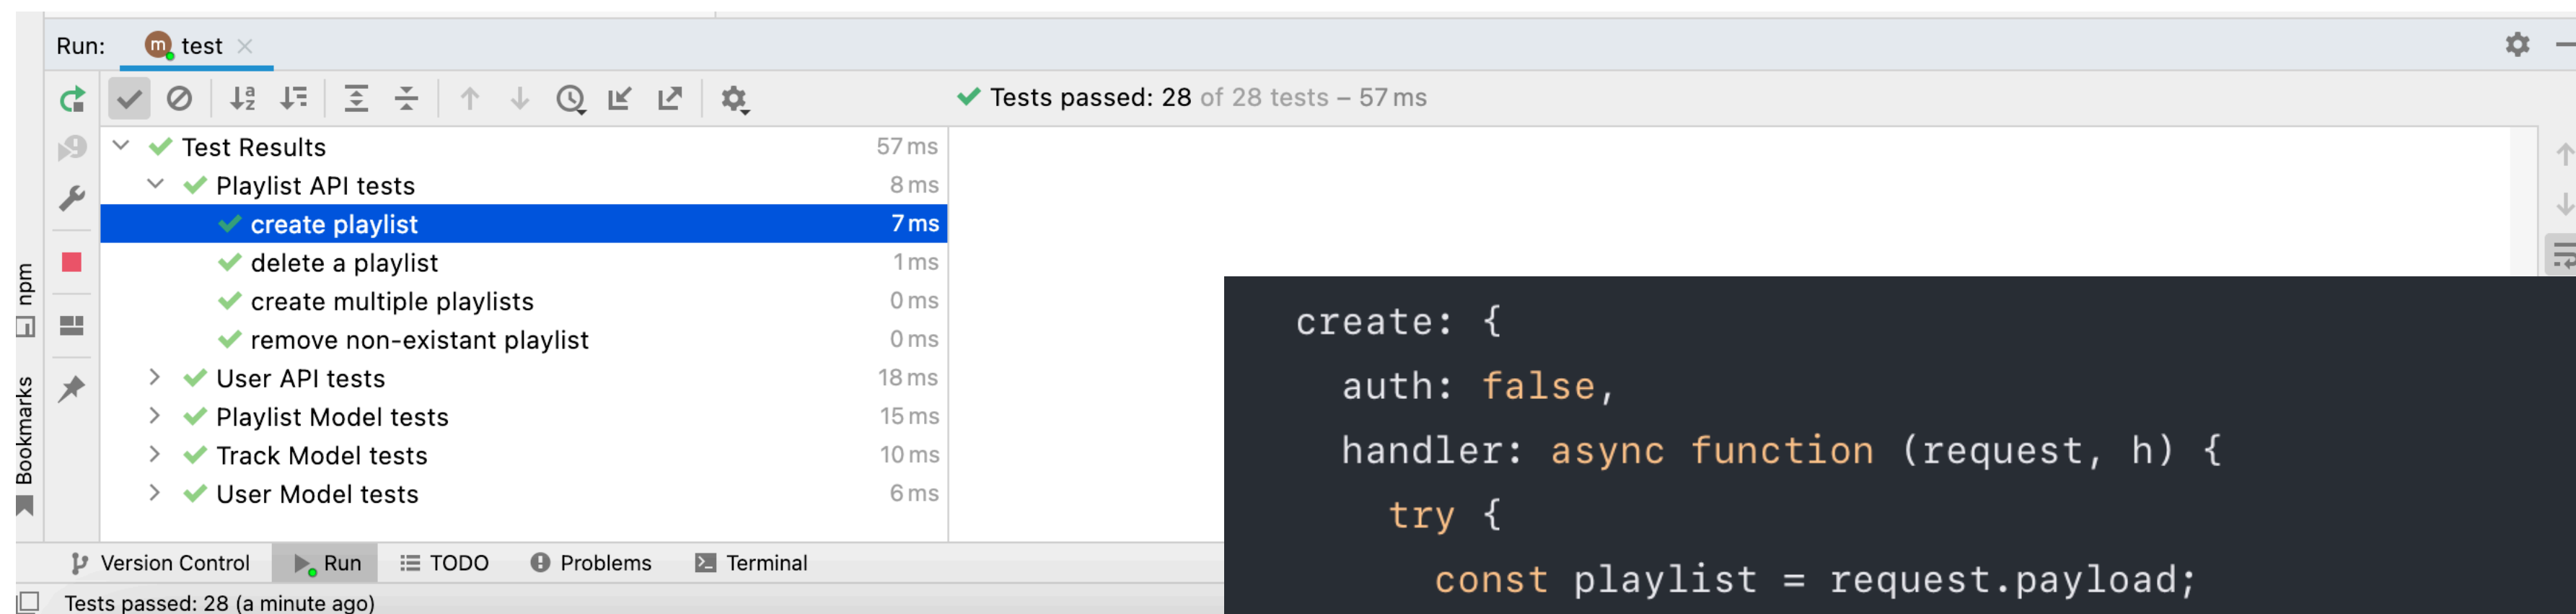 Run: m test
Tests passed: 28 of 28 tests – 57 ms
Test Results 57 ms
Playlist API tests 8 ms
create playlist 7 ms
delete a playlist 1 ms
create multiple playlists 0 ms
remove non-existant playlist 0 ms
User API tests 18 ms
Playlist Model tests 15 ms
Track Model tests 10 ms
User Model tests 6 ms
npm
Bookmarks
create: {
auth: false,
handler: async function (request, h) {
try {
const playlist = request.payload;
Version Control Run TODO Problems Terminal
Tests passed: 28 (a minute ago)